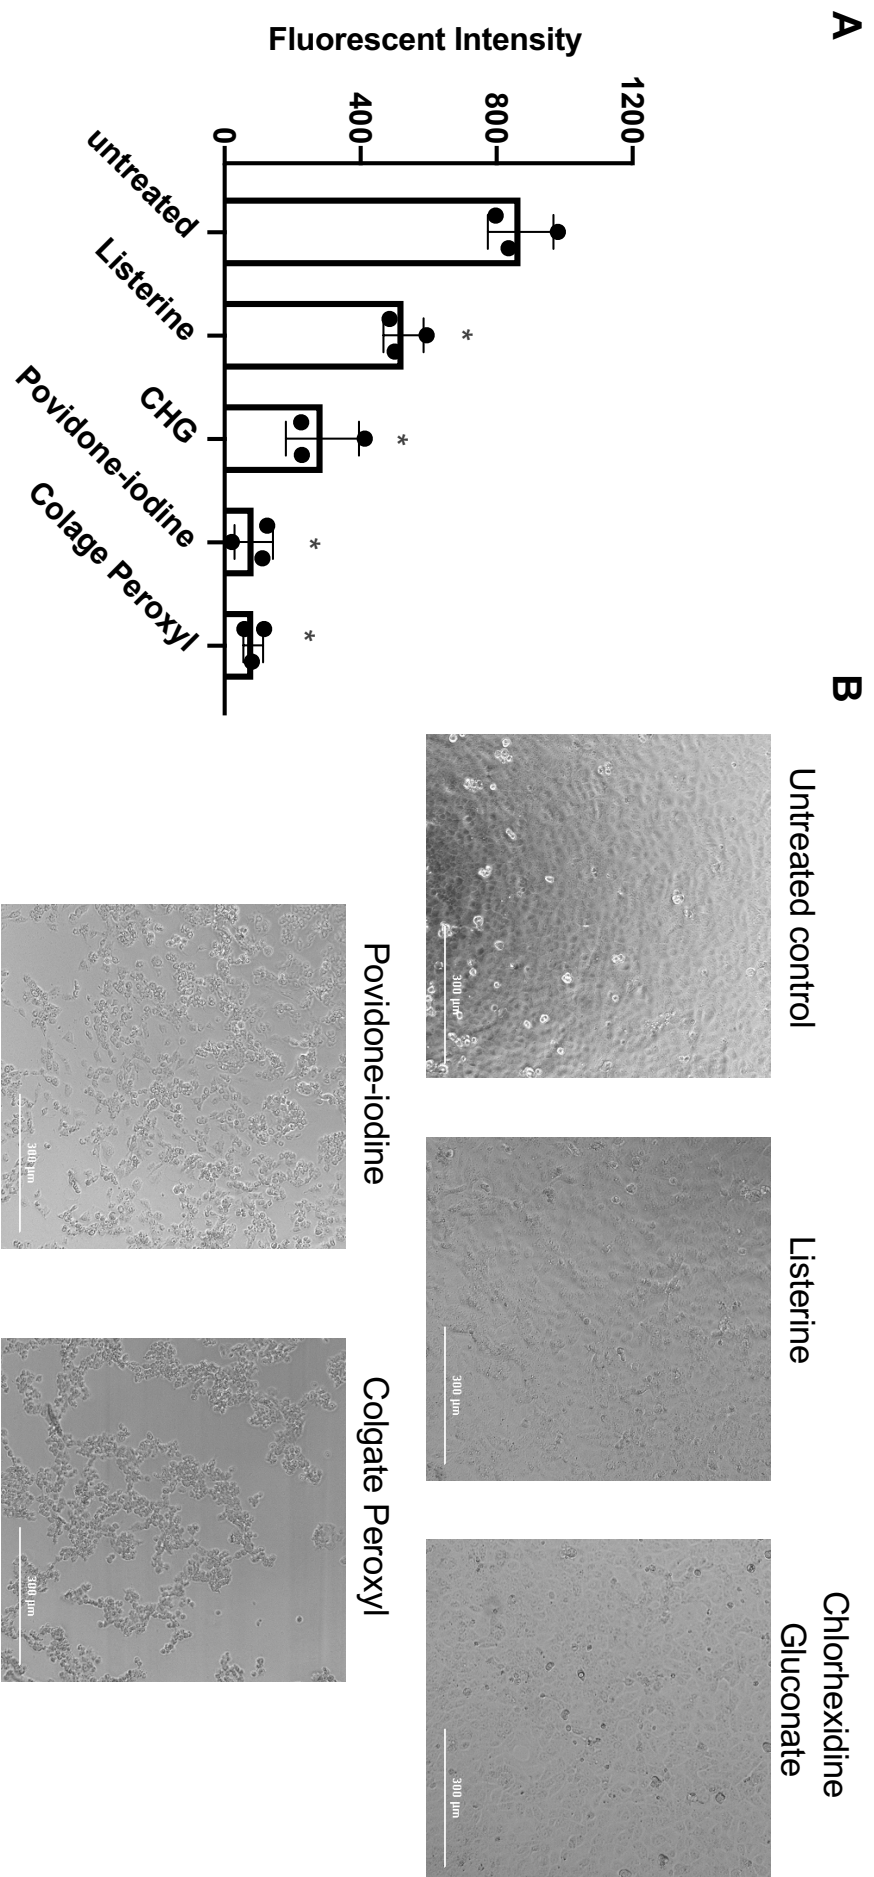 A
Fluorescent Intensity
1200
800
400
0
untreated
Listerine
CHG
Povidone-iodine
Colage Peroxyl
*
*
*
*
B
Untreated control
300 µm
Listerine
300 µm
Chlorhexidine
Gluconate
300 µm
Povidone-iodine
300 µm
Colgate Peroxyl
300 µm